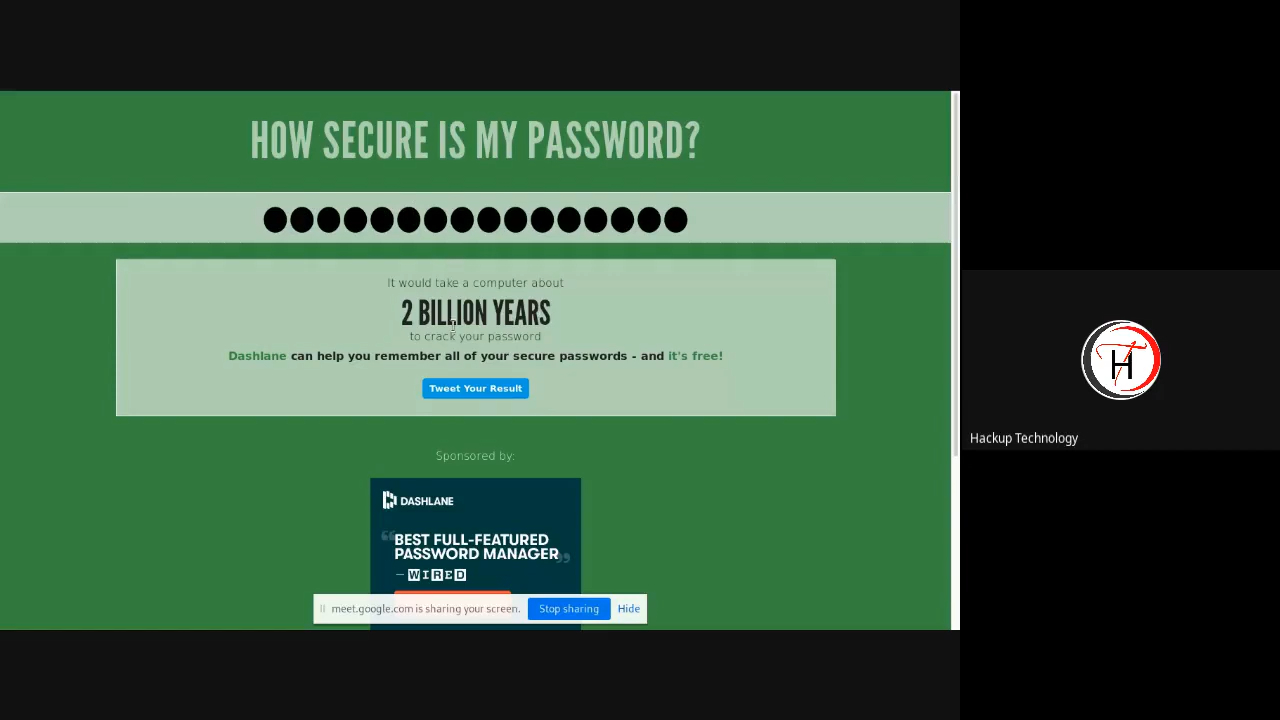 HOW SECURE IS MY PASSWORD?
It would take a computer about
2 BILLION YEARS
to crack your password
Dashlane can help you remember all of your secure passwords - and it's free!
Tweet Your Result
Sponsored by:
DASHLANE
“BEST FULL-FEATURED
PASSWORD MANAGER”
– WIRED
meet.google.com is sharing your screen. Stop sharing Hide
H
Hackup Technology